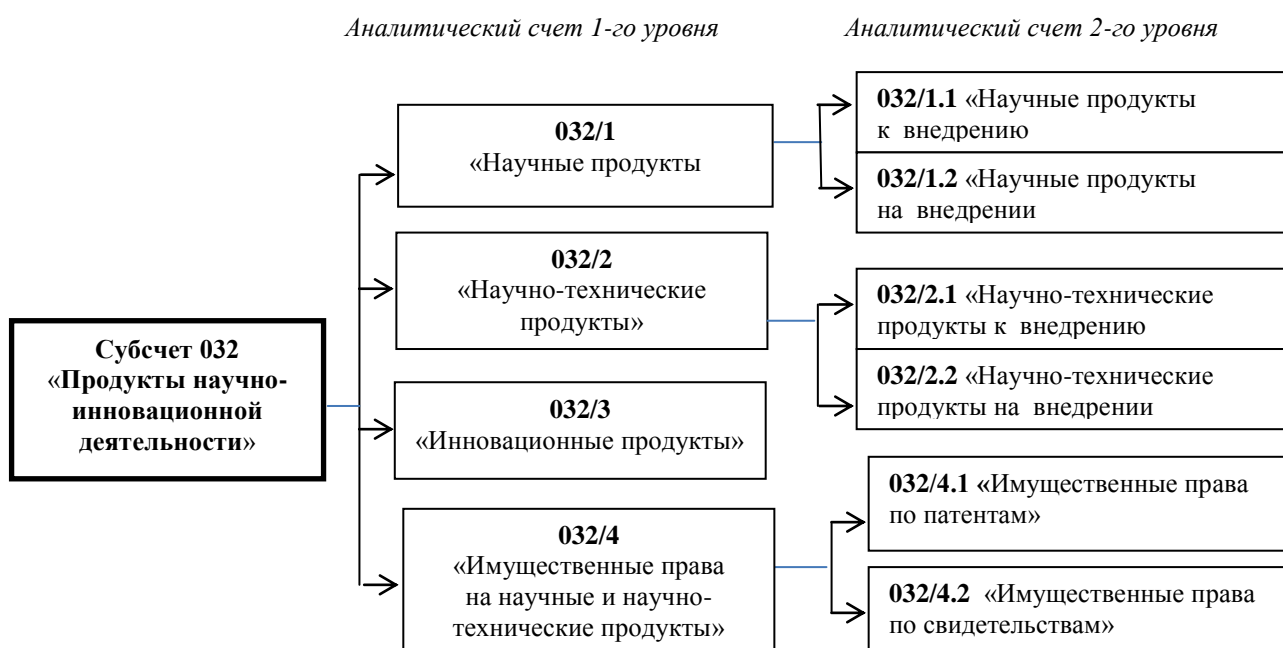 Аналитический счет 1-го уровня
Аналитический счет 2-го уровня
Субсчет 032
«Продукты научно-
инновационной
деятельности»
032/1
«Научные продукты
032/1.1 «Научные продукты
к внедрению
032/1.2 «Научные продукты
на внедрении
032/2
«Научно-технические
продукты»
032/2.1 «Научно-технические
продукты к внедрению
032/2.2 «Научно-технические
продукты на внедрении
032/3
«Инновационные продукты»
032/4
«Имущественные права
на научные и научно-
технические продукты»
032/4.1 «Имущественные права
по патентам»
032/4.2 «Имущественные права
по свидетельствам»